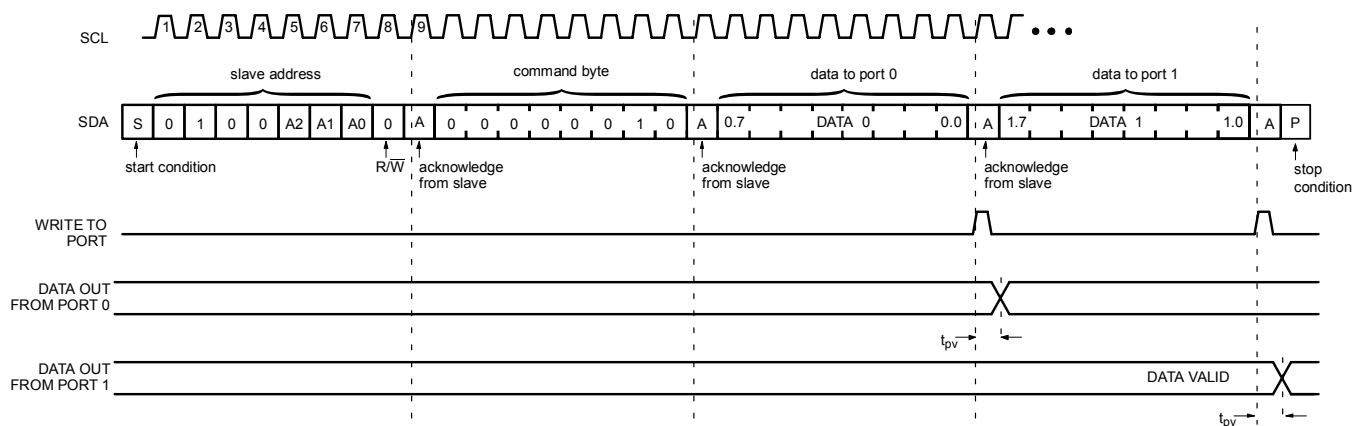 SCL 1 2 3 4 5 6 7 8 9
slave address command byte data to port 0 data to port 1
SDA S 0 1 0 0 A2 A1 A0 0 A 0 0 0 0 0 0 1 0 A 0.7 DATA 0 0.0 A 1.7 DATA 1 1.0 A P
start condition R/W acknowledge from slave acknowledge from slave acknowledge from slave stop condition
WRITE TO
PORT
DATA OUT
FROM PORT 0
tpv
DATA OUT
FROM PORT 1
DATA VALID
tpv